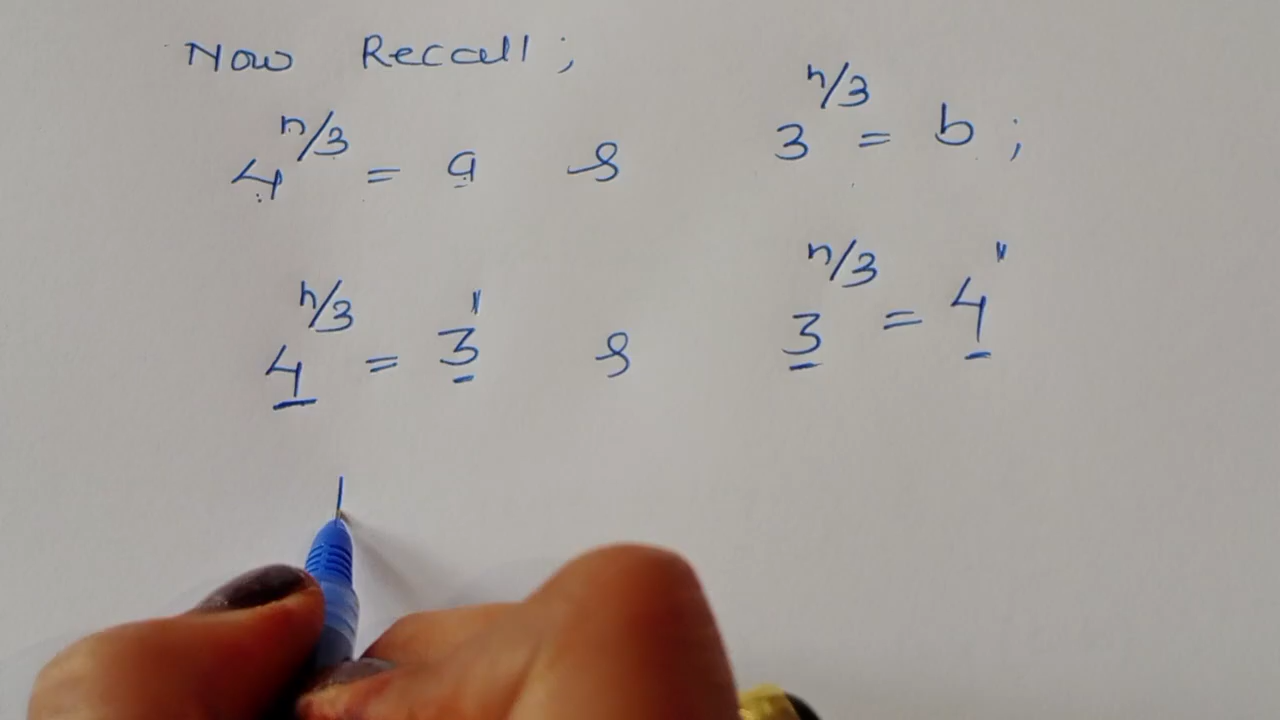 Now Recall;
4^{n/3} = a & 3^{n/3} = b;
4^{n/3} = 3^{1} & 3^{n/3} = 4^{1}